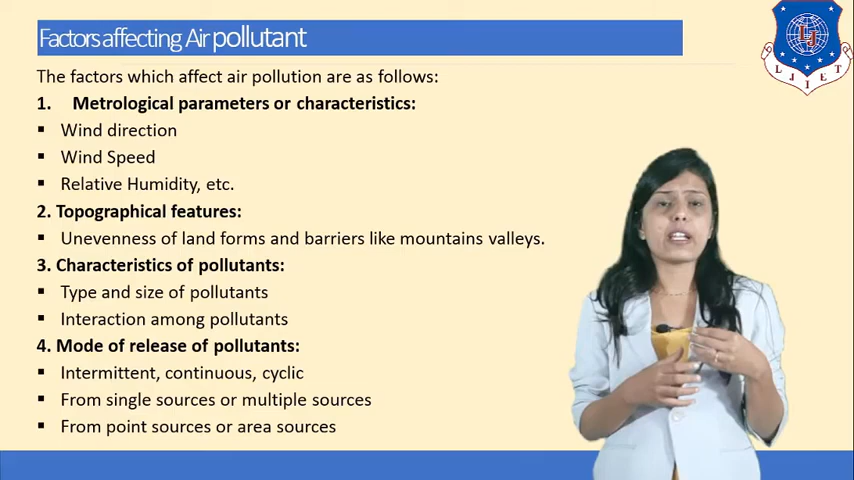 Factors affecting Air pollutant
The factors which affect air pollution are as follows:
1. Metrological parameters or characteristics:
▪ Wind direction
▪ Wind Speed
▪ Relative Humidity, etc.
2. Topographical features:
▪ Unevenness of land forms and barriers like mountains valleys.
3. Characteristics of pollutants:
▪ Type and size of pollutants
▪ Interaction among pollutants
4. Mode of release of pollutants:
▪ Intermittent, continuous, cyclic
▪ From single sources or multiple sources
▪ From point sources or area sources
LJ
LJIET